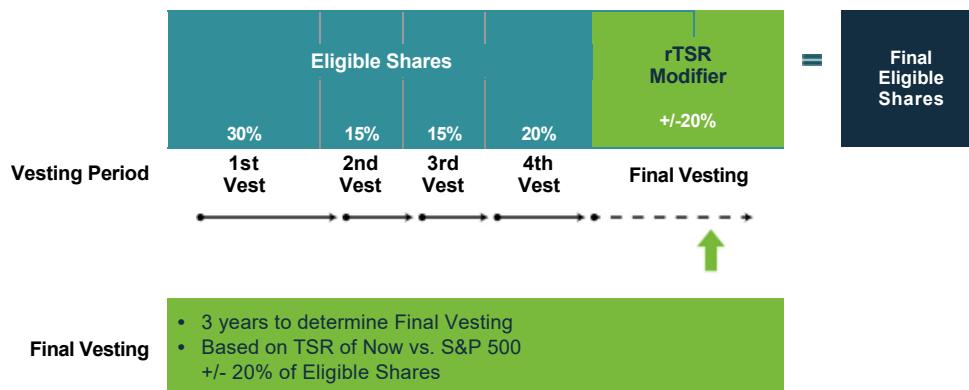 Eligible Shares
rTSR
Modifier
=
Final
Eligible
Shares
30%
15%
15%
20%
+/-20%
Vesting Period
1st
Vest
2nd
Vest
3rd
Vest
4th
Vest
Final Vesting
Final Vesting
• 3 years to determine Final Vesting
• Based on TSR of Now vs. S&P 500
+/- 20% of Eligible Shares